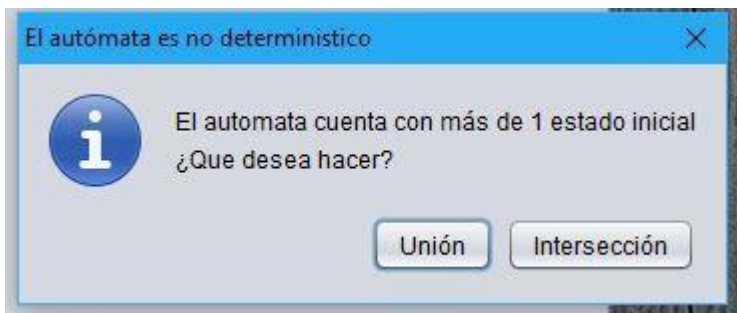 El autómata es no deterministico
El automata cuenta con más de 1 estado inicial
¿Que desea hacer?
Unión
Intersección